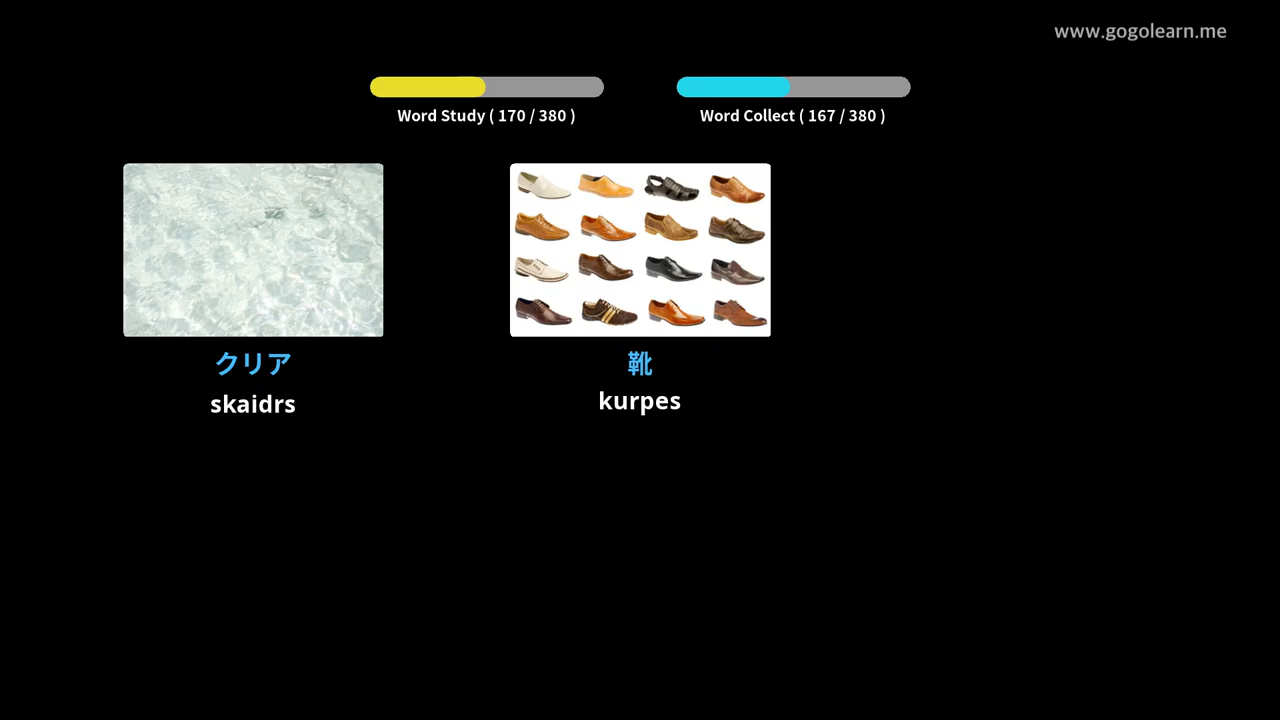 www.gogolearn.me
Word Study ( 170 / 380 )
Word Collect ( 167 / 380 )
クリア
skaidrs
靴
kurpes